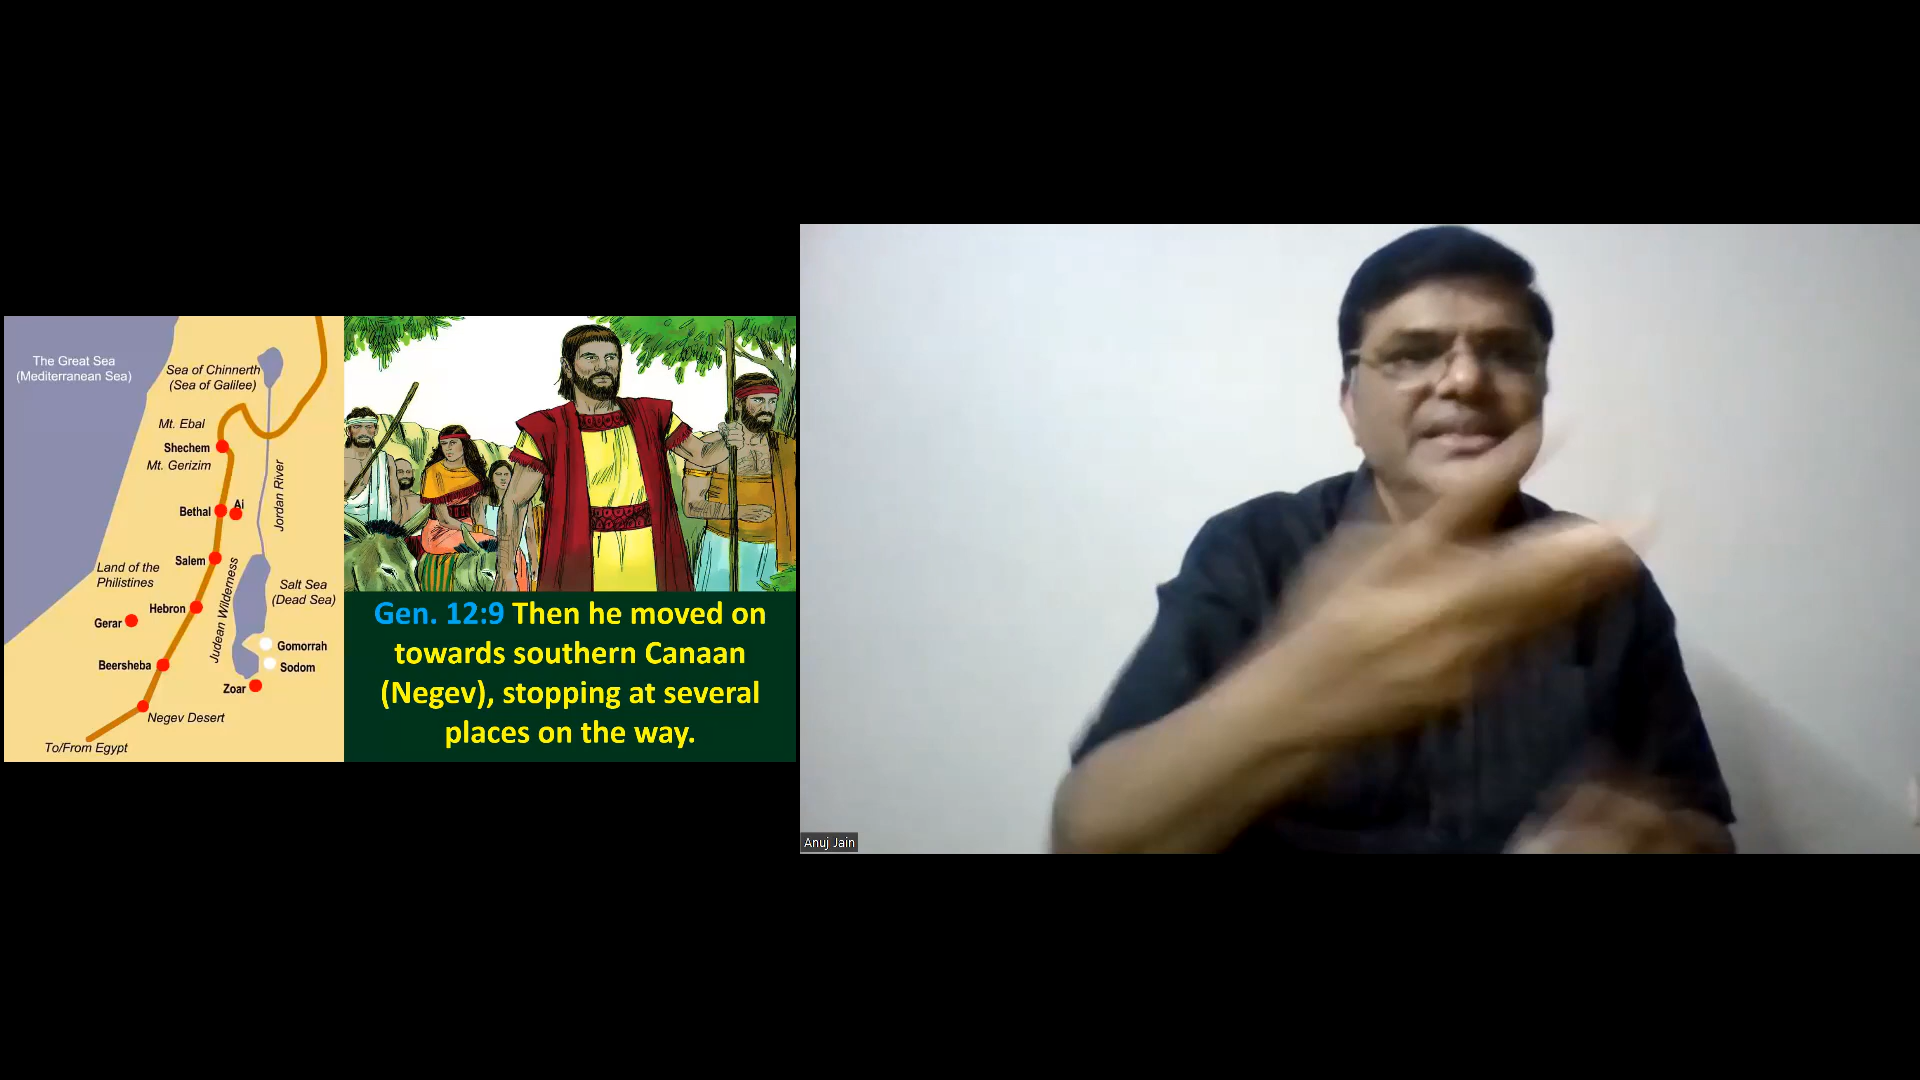 The Great Sea
(Mediterranean Sea)
Sea of Chinnerth
(Sea of Galilee)
Mt. Ebal
Shechem
Mt. Gerizim
Jordan River
Bethal
Ai
Salem
Land of the
Philistines
Judean Wilderness
Salt Sea
(Dead Sea)
Hebron
Gerar
Gomorrah
Beersheba
Sodom
Zoar
Negev Desert
To/From Egypt
Gen. 12:9 Then he moved on
towards southern Canaan
(Negev), stopping at several
places on the way.
Anuj Jain